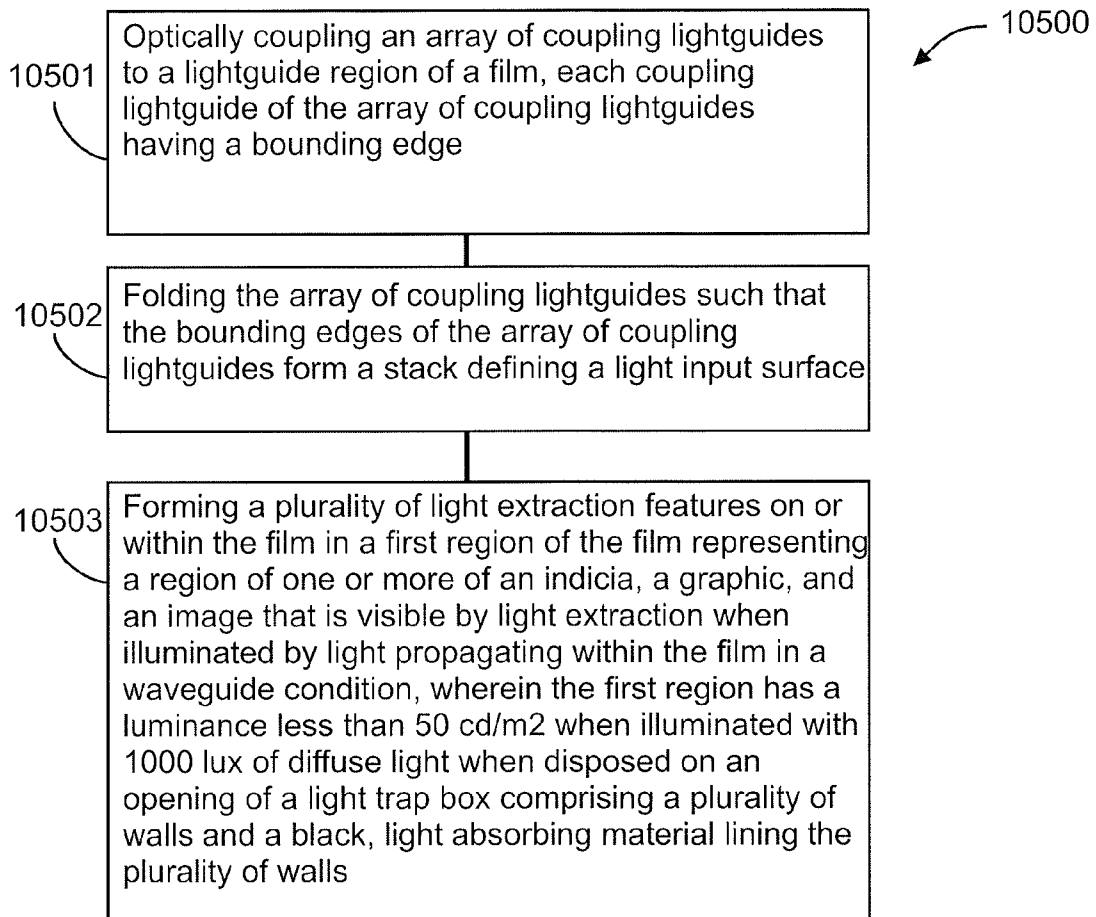 10500
10501
Optically coupling an array of coupling lightguides
to a lightguide region of a film, each coupling
lightguide of the array of coupling lightguides
having a bounding edge
10502
Folding the array of coupling lightguides such that
the bounding edges of the array of coupling
lightguides form a stack defining a light input surface
10503
Forming a plurality of light extraction features on or
within the film in a first region of the film representing
a region of one or more of an indicia, a graphic, and
an image that is visible by light extraction when
illuminated by light propagating within the film in a
waveguide condition, wherein the first region has a
luminance less than 50 cd/m2 when illuminated with
1000 lux of diffuse light when disposed on an
opening of a light trap box comprising a plurality of
walls and a black, light absorbing material lining the
plurality of walls